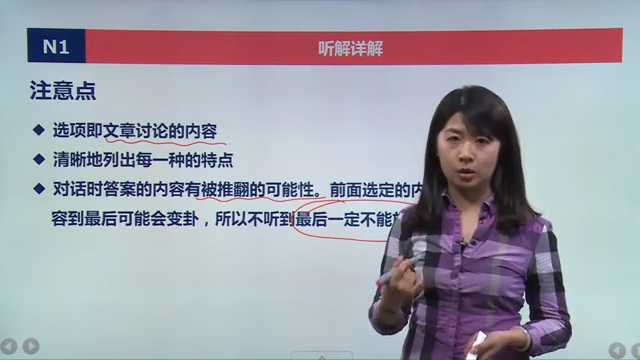 N1
听解详解
注意点
◆ 选项即文章讨论的内容
◆ 清晰地列出每一种的特点
◆ 对话时答案的内容有被推翻的可能性。前面选定的内
容到最后可能会变卦，所以不听到最后一定不能